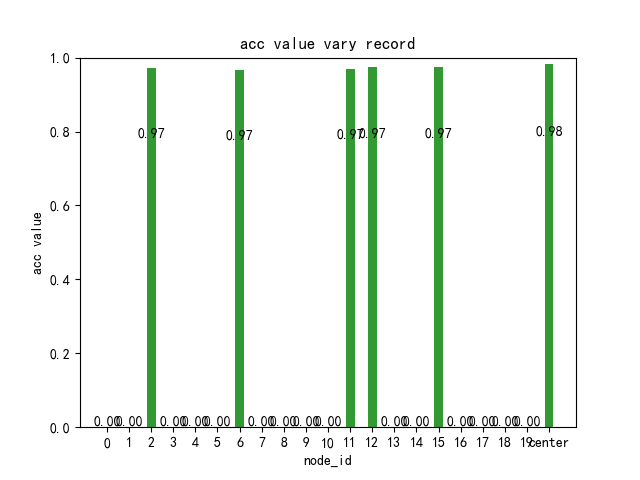 acc value vary record
acc value
1.0
0.8
0.6
0.4
0.2
0.0
0.97 0.97 0.97 0.97 0.97 0.98
0.00 0.00 0.00 0.00 0.00 0.00 0.00 0.00 0.00 0.00 0.00 0.00 0.00 0.00 0.00
0 1 2 3 4 5 6 7 8 9 10 11 12 13 14 15 16 17 18 19 center
node_id